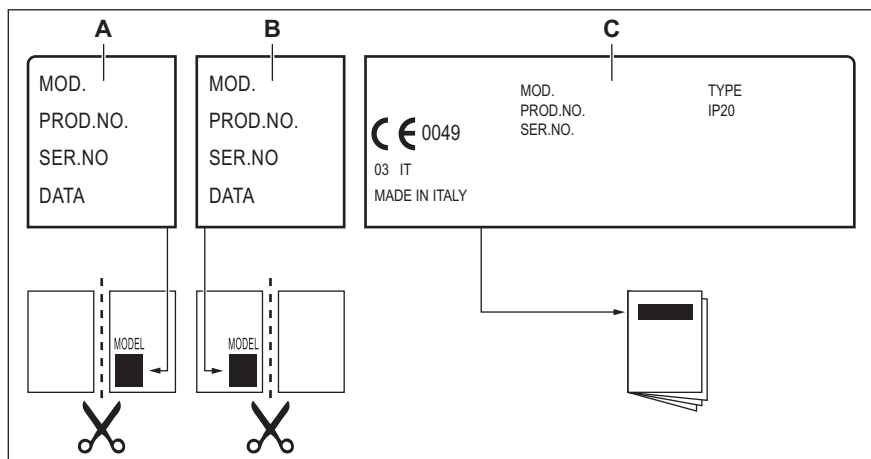 A
B
C
MOD.
PROD.NO.
SER.NO
DATA
MOD.
PROD.NO.
SER.NO
DATA
MOD.
PROD.NO.
SER.NO.
TYPE
IP20
CE 0049
03 IT
MADE IN ITALY
MODEL
MODEL